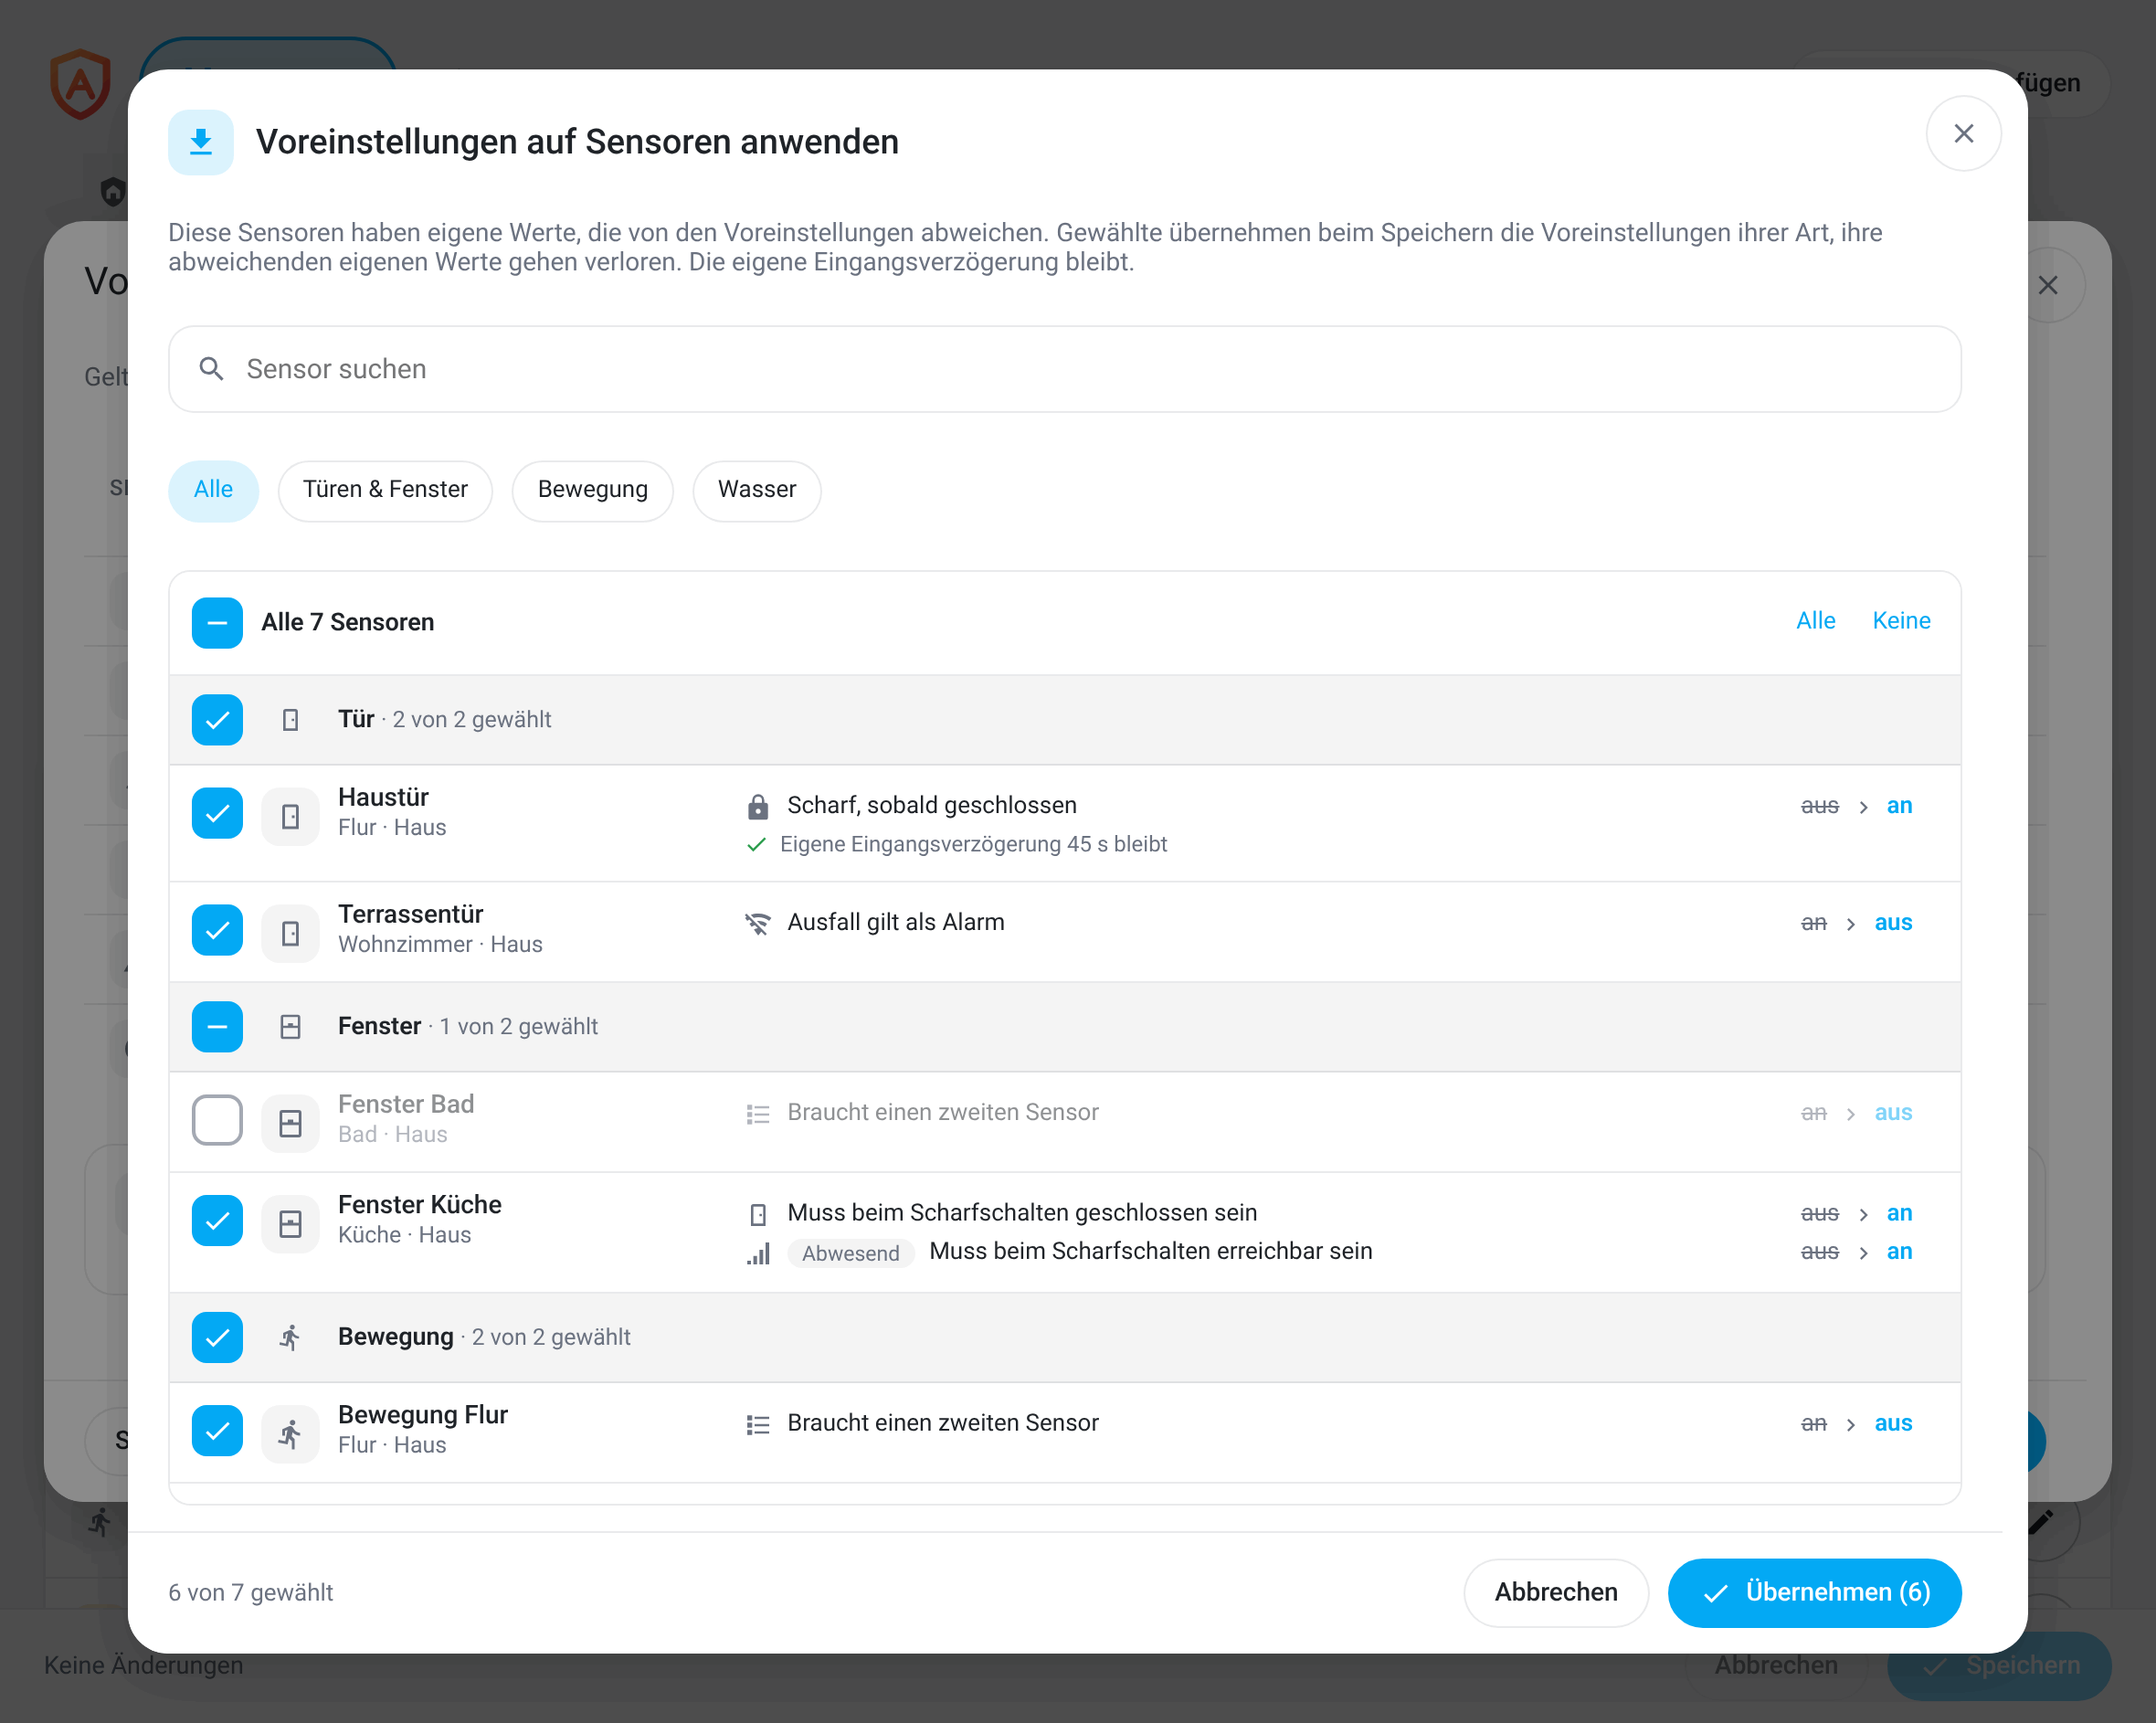 fügen
Voreinstellungen auf Sensoren anwenden
Diese Sensoren haben eigene Werte, die von den Voreinstellungen abweichen. Gewählte übernehmen beim Speichern die Voreinstellungen ihrer Art, ihre
abweichenden eigenen Werte gehen verloren. Die eigene Eingangsverzögerung bleibt.
Vo
Gelt
Sensor suchen
Alle
Türen & Fenster
Bewegung
Wasser
Alle 7 Sensoren
Alle
Keine
Tür · 2 von 2 gewählt
Haustür
Flur · Haus
Scharf, sobald geschlossen
aus > an
Eigene Eingangsverzögerung 45 s bleibt
Terrassentür
Wohnzimmer · Haus
Ausfall gilt als Alarm
an > aus
Fenster · 1 von 2 gewählt
Fenster Bad
Bad · Haus
Braucht einen zweiten Sensor
an > aus
Fenster Küche
Küche · Haus
Muss beim Scharfschalten geschlossen sein
aus > an
Abwesend Muss beim Scharfschalten erreichbar sein
aus > an
Bewegung · 2 von 2 gewählt
Bewegung Flur
Flur · Haus
Braucht einen zweiten Sensor
an > aus
S
6 von 7 gewählt
Abbrechen
Übernehmen (6)
Keine Änderungen
Abbrechen
Speichern